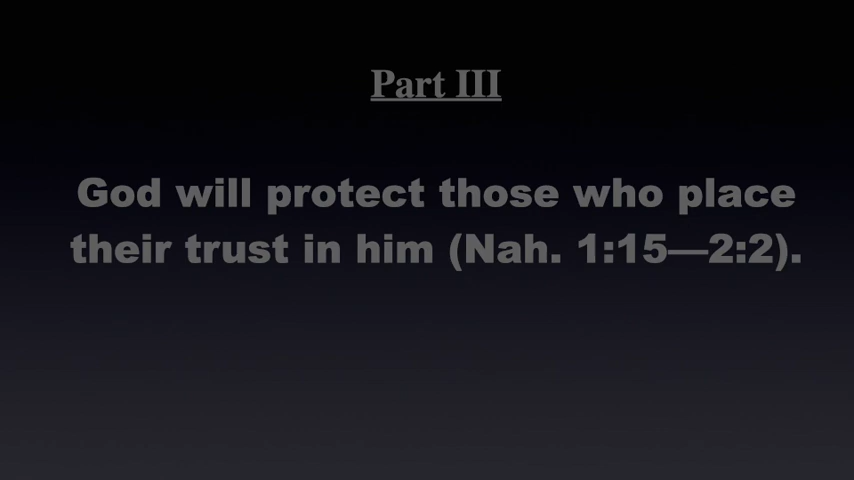 Part III
God will protect those who place
their trust in him (Nah. 1:15—2:2).